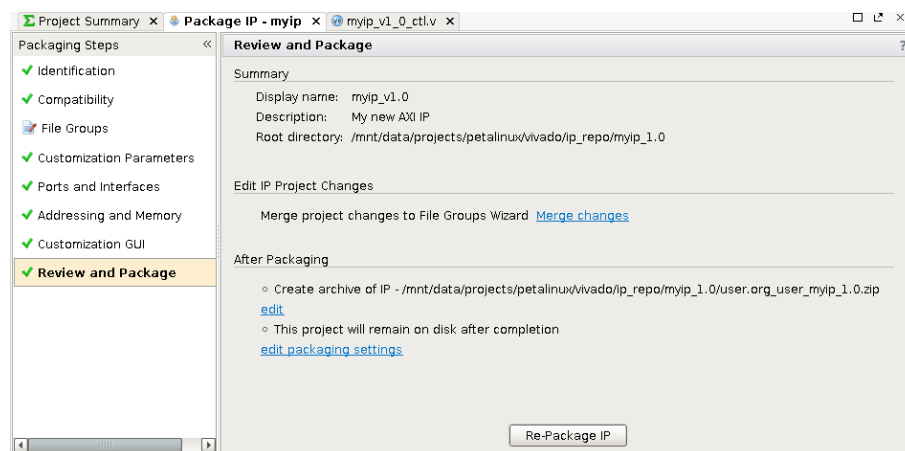 Project Summary × Package IP - myip × myip_v1_0_ctl.v ×
Packaging Steps «
Identification
Compatibility
File Groups
Customization Parameters
Ports and Interfaces
Addressing and Memory
Customization GUI
Review and Package
Review and Package ?
Summary
Display name: myip_v1.0
Description: My new AXI IP
Root directory: /mnt/data/projects/petalinux/vivado/ip_repo/myip_1.0
Edit IP Project Changes
Merge project changes to File Groups Wizard Merge changes
After Packaging
Create archive of IP - /mnt/data/projects/petalinux/vivado/ip_repo/myip_1.0/user.org_user_myip_1.0.zip
edit
This project will remain on disk after completion
edit packaging settings
Re-Package IP